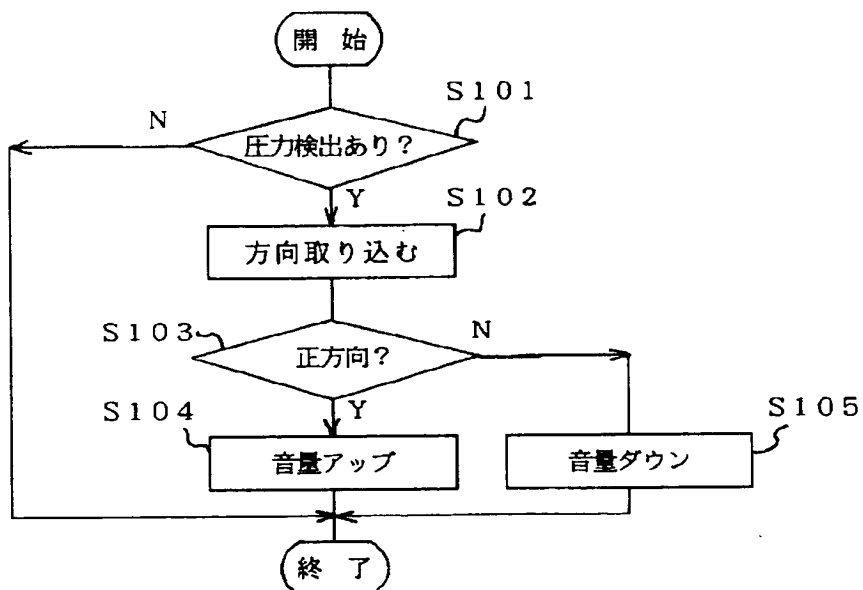 開 始
S101
N
圧力検出あり？
Y
S102
方向取り込む
S103
N
正方向？
S104
Y
S105
音量アップ
音量ダウン
終 了